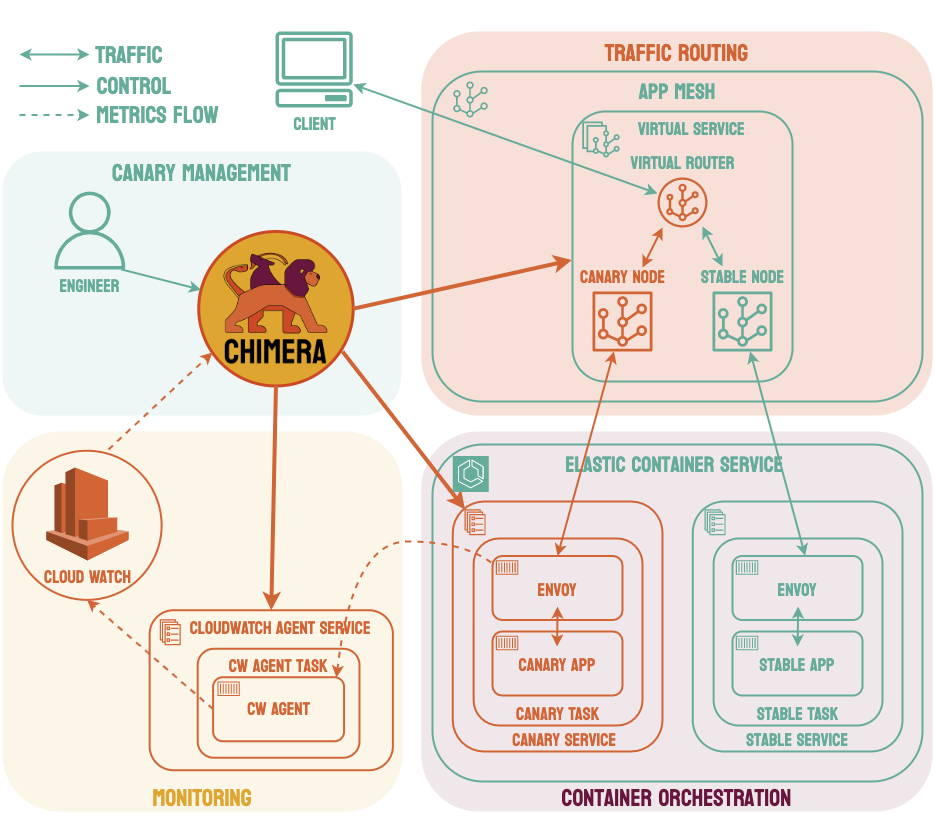 TRAFFIC
CONTROL
METRICS FLOW
CLIENT
TRAFFIC ROUTING
APP MESH
VIRTUAL SERVICE
VIRTUAL ROUTER
CANARY NODE
STABLE NODE
CANARY MANAGEMENT
ENGINEER
CHIMERA
CLOUD WATCH
CLOUDWATCH AGENT SERVICE
CW AGENT TASK
CW AGENT
MONITORING
ELASTIC CONTAINER SERVICE
ENVOY
CANARY APP
CANARY TASK
CANARY SERVICE
ENVOY
STABLE APP
STABLE TASK
STABLE SERVICE
CONTAINER ORCHESTRATION